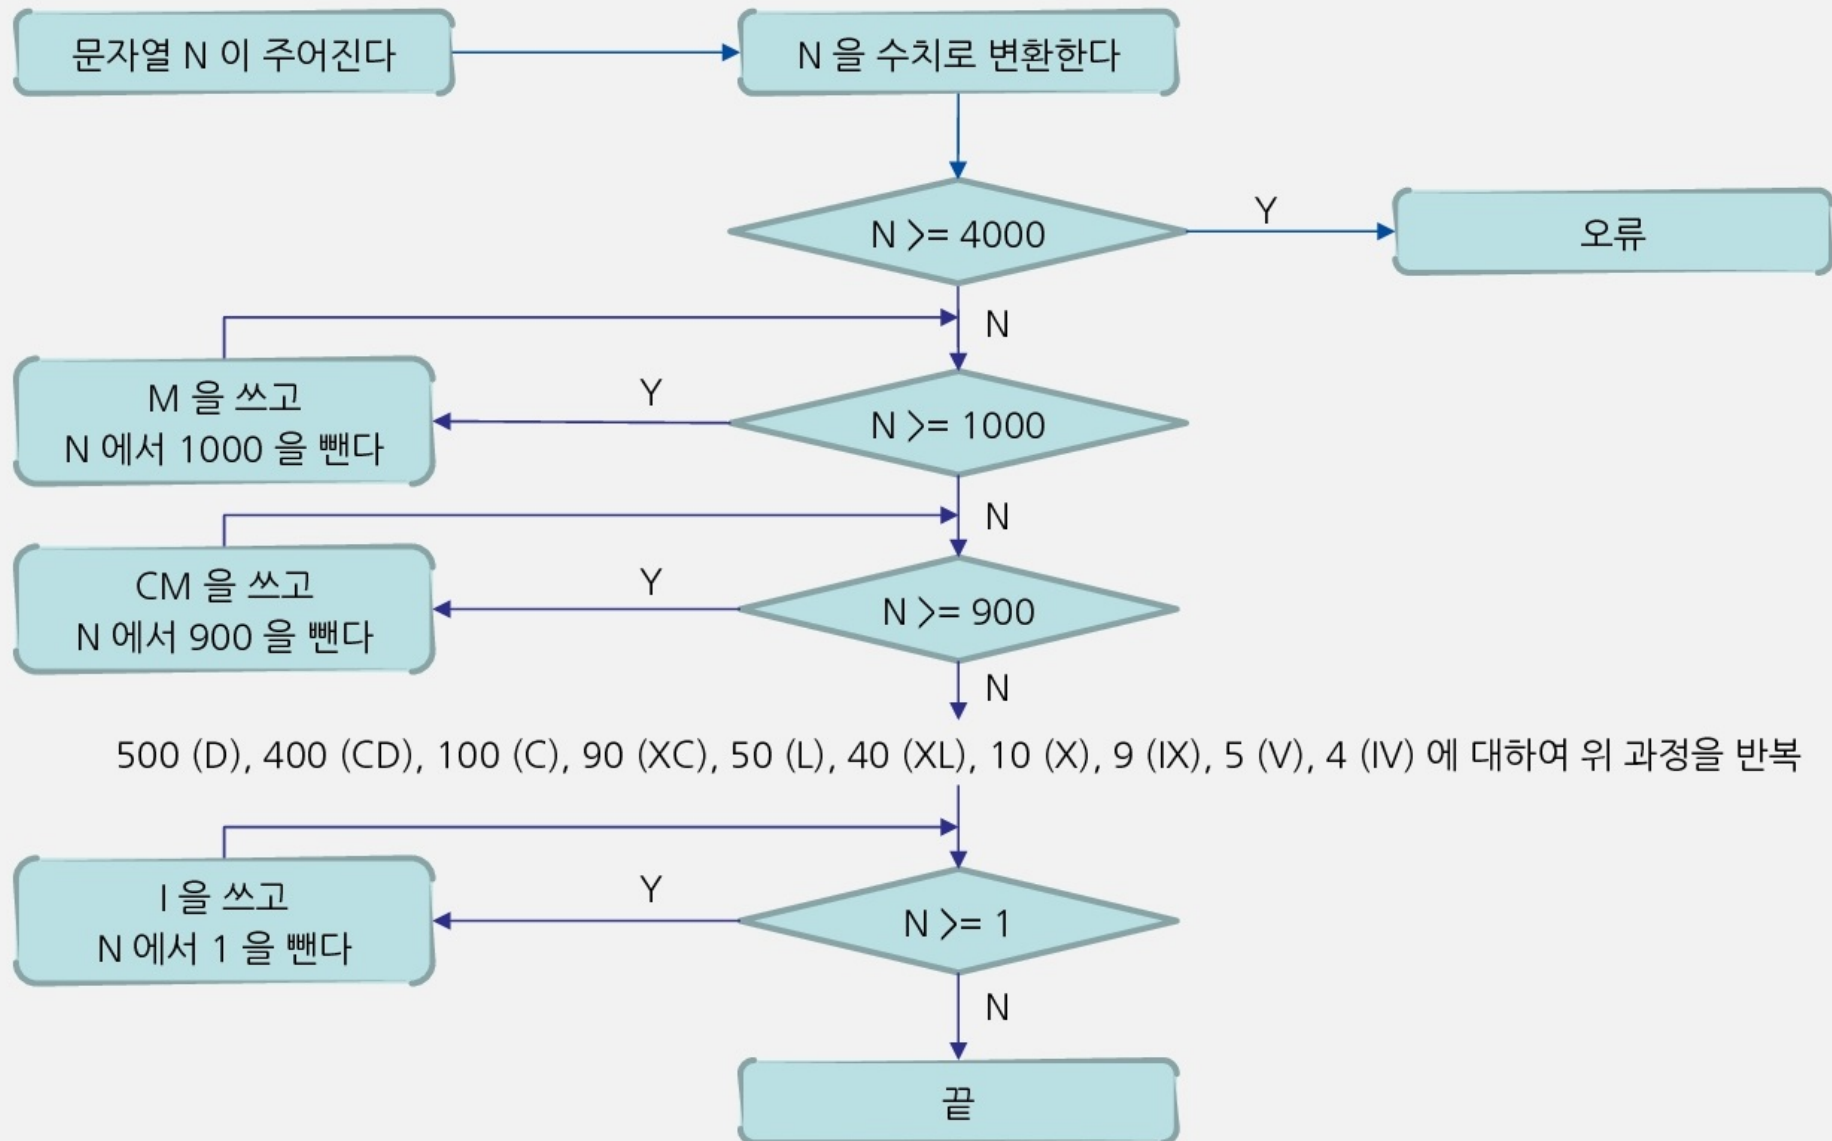 문자열 N 이 주어진다
N 을 수치로 변환한다
N >= 4000
Y
오류
N
M 을 쓰고
N 에서 1000 을 뺀다
Y
N >= 1000
N
CM 을 쓰고
N 에서 900 을 뺀다
Y
N >= 900
N
500 (D), 400 (CD), 100 (C), 90 (XC), 50 (L), 40 (XL), 10 (X), 9 (IX), 5 (V), 4 (IV) 에 대하여 위 과정을 반복
I 을 쓰고
N 에서 1 을 뺀다
Y
N >= 1
N
끝